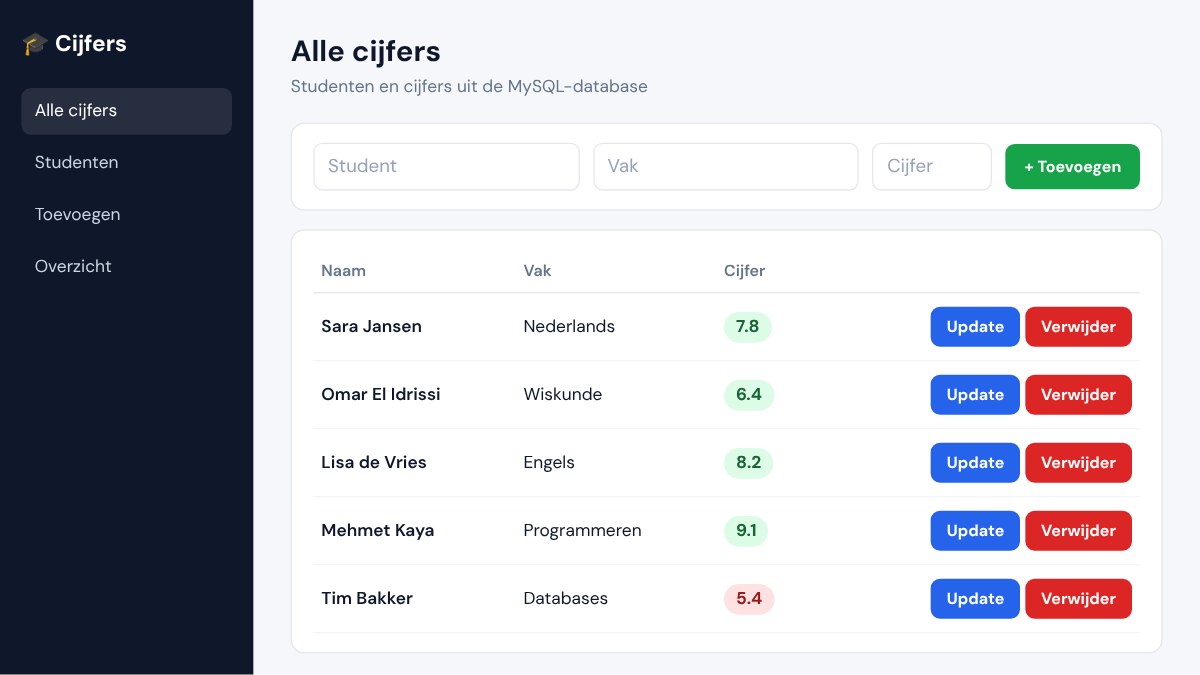 🎓 Cijfers
Alle cijfers
Studenten
Toevoegen
Overzicht
Alle cijfers
Studenten en cijfers uit de MySQL-database
Student Vak Cijfer + Toevoegen
Naam Vak Cijfer
Sara Jansen Nederlands 7.8 Update Verwijder
Omar El Idrissi Wiskunde 6.4 Update Verwijder
Lisa de Vries Engels 8.2 Update Verwijder
Mehmet Kaya Programmeren 9.1 Update Verwijder
Tim Bakker Databases 5.4 Update Verwijder